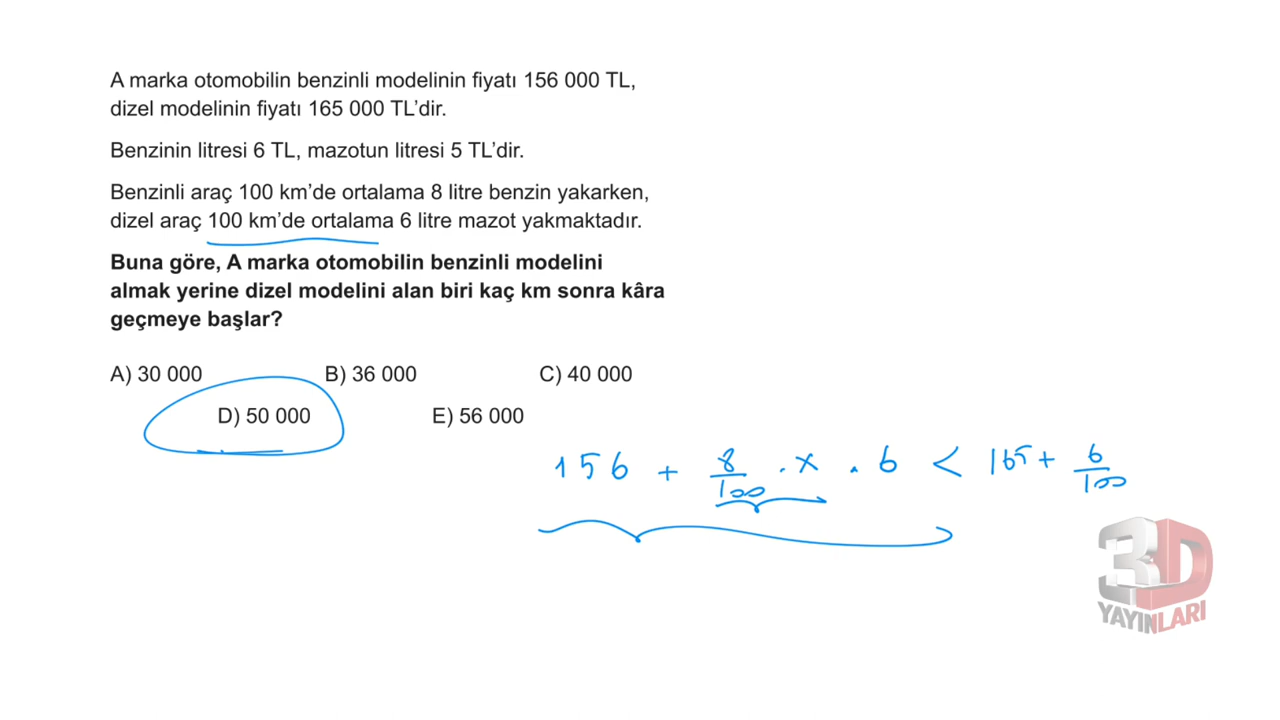 A marka otomobilin benzinli modelinin fiyatı 156 000 TL,
dizel modelinin fiyatı 165 000 TL'dir.
Benzinin litresi 6 TL, mazotun litresi 5 TL'dir.
Benzinli araç 100 km'de ortalama 8 litre benzin yakarken,
dizel araç 100 km'de ortalama 6 litre mazot yakmaktadır.
Buna göre, A marka otomobilin benzinli modelini
almak yerine dizel modelini alan biri kaç km sonra kâra
geçmeye başlar?
A) 30 000 B) 36 000 C) 40 000
D) 50 000 E) 56 000
156 + 8/100 . x . 6 < 165 + 6/100
3D
YAYINLARI